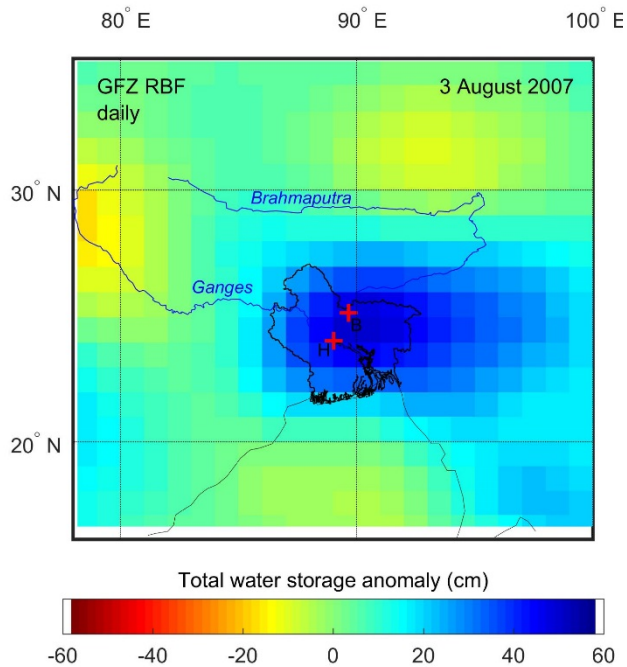 80° E
90° E
100° E
GFZ RBF
daily
3 August 2007
30° N
Brahmaputra
Ganges
B
H
20° N
Total water storage anomaly (cm)
-60 -40 -20 0 20 40 60